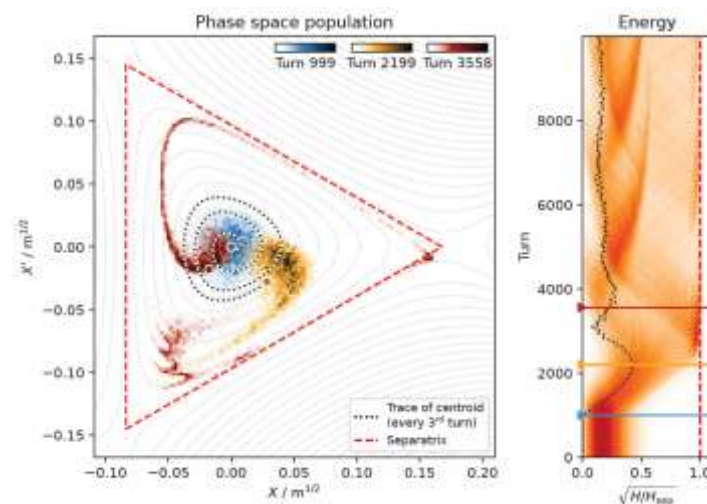 Phase space population
Turn 999 Turn 2199 Turn 3558
0.15
0.10
0.05
0.00
−0.05
−0.10
−0.15
X' / m^{1/2}
−0.10 −0.05 0.00 0.05 0.10 0.15 0.20
X / m^{1/2}
Trace of centroid
(every 3rd turn)
Separatrix
Energy
Turn
8000
6000
4000
2000
0
0.0 0.5 1.0